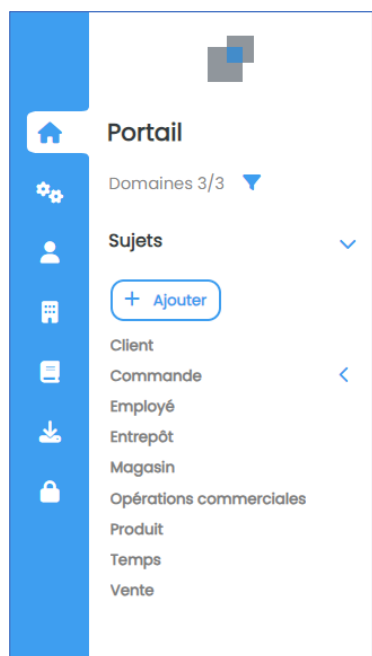 Portail
Domaines 3/3
Sujets
+ Ajouter
Client
Commande
Employé
Entrepôt
Magasin
Opérations commerciales
Produit
Temps
Vente